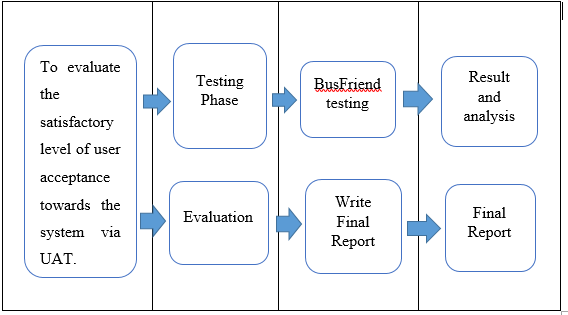 To evaluate
the
satisfactory
level of user
acceptance
towards the
system via
UAT.
Testing
Phase
BusFriend
testing
Result
and
analysis
Evaluation
Write
Final
Report
Final
Report